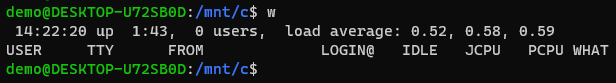 demo@DESKTOP-U72SB0D:/mnt/c$ w
 14:22:20 up  1:43,  0 users,  load average: 0.52, 0.58, 0.59
USER     TTY      FROM             LOGIN@   IDLE   JCPU   PCPU WHAT
demo@DESKTOP-U72SB0D:/mnt/c$